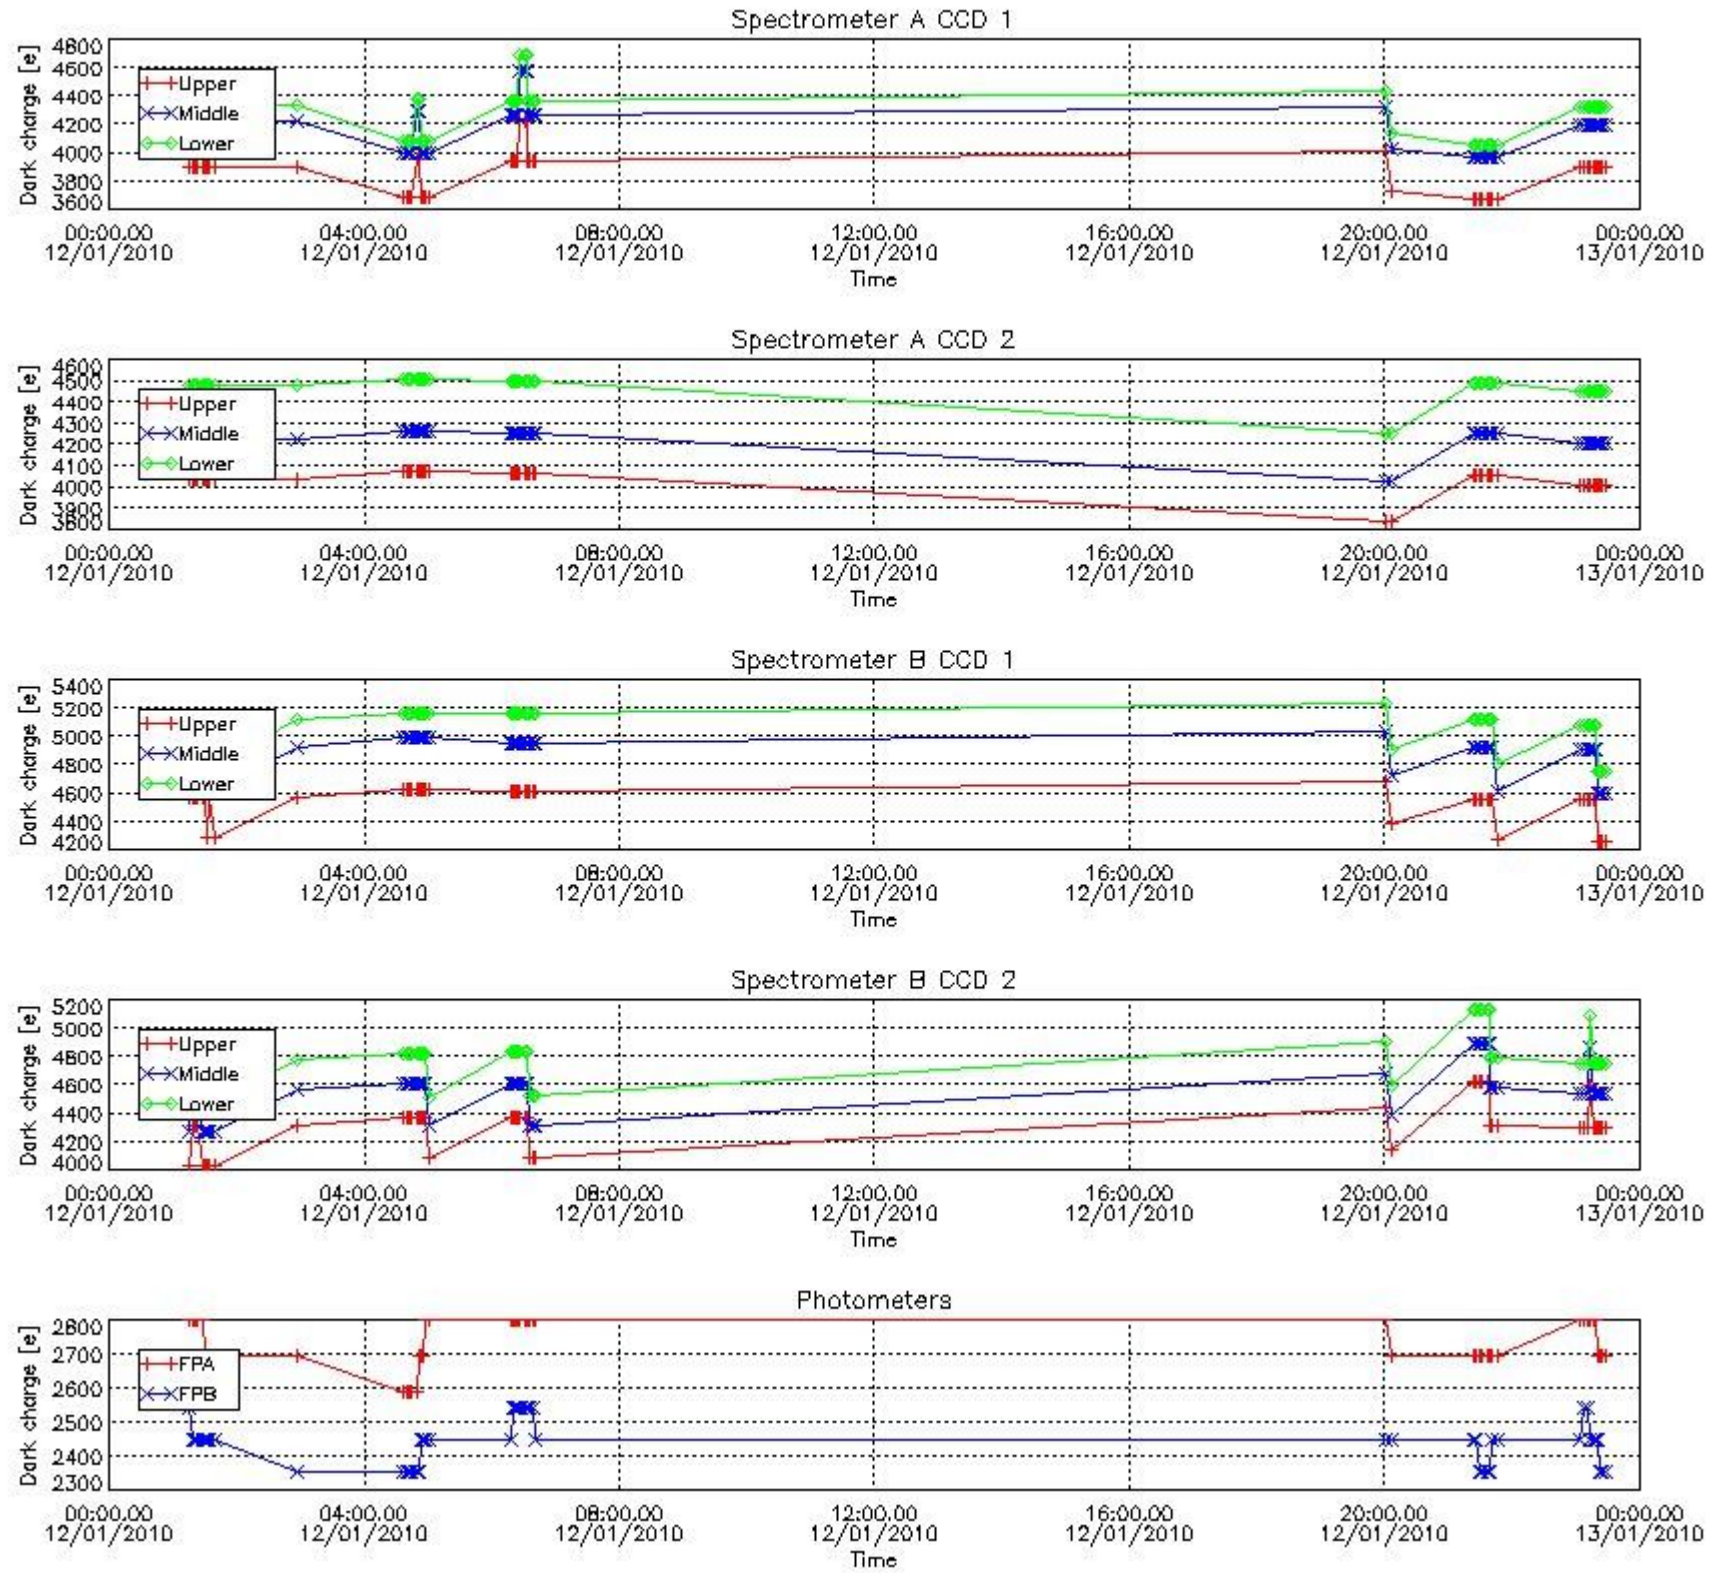 Spectrometer A CCD 1
Dark charge [e]
4800
4600
4400
4200
4000
3800
3600
Upper
Middle
Lower
00:00.00 04:00.00 08:00.00 12:00.00 16:00.00 20:00.00 00:00.00
12/01/2010 12/01/2010 12/01/2010 12/01/2010 12/01/2010 12/01/2010 13/01/2010
Time
Spectrometer A CCD 2
Dark charge [e]
4600
4500
4400
4300
4200
4100
4000
3900
3800
Upper
Middle
Lower
00:00.00 04:00.00 08:00.00 12:00.00 16:00.00 20:00.00 00:00.00
12/01/2010 12/01/2010 12/01/2010 12/01/2010 12/01/2010 12/01/2010 13/01/2010
Time
Spectrometer B CCD 1
Dark charge [e]
5400
5200
5000
4800
4600
4400
4200
Upper
Middle
Lower
00:00.00 04:00.00 08:00.00 12:00.00 16:00.00 20:00.00 00:00.00
12/01/2010 12/01/2010 12/01/2010 12/01/2010 12/01/2010 12/01/2010 13/01/2010
Time
Spectrometer B CCD 2
Dark charge [e]
5200
5000
4800
4600
4400
4200
4000
Upper
Middle
Lower
00:00.00 04:00.00 08:00.00 12:00.00 16:00.00 20:00.00 00:00.00
12/01/2010 12/01/2010 12/01/2010 12/01/2010 12/01/2010 12/01/2010 13/01/2010
Time
Photometers
Dark charge [e]
2800
2700
2600
2500
2400
2300
FPA
FPB
00:00.00 04:00.00 08:00.00 12:00.00 16:00.00 20:00.00 00:00.00
12/01/2010 12/01/2010 12/01/2010 12/01/2010 12/01/2010 12/01/2010 13/01/2010
Time